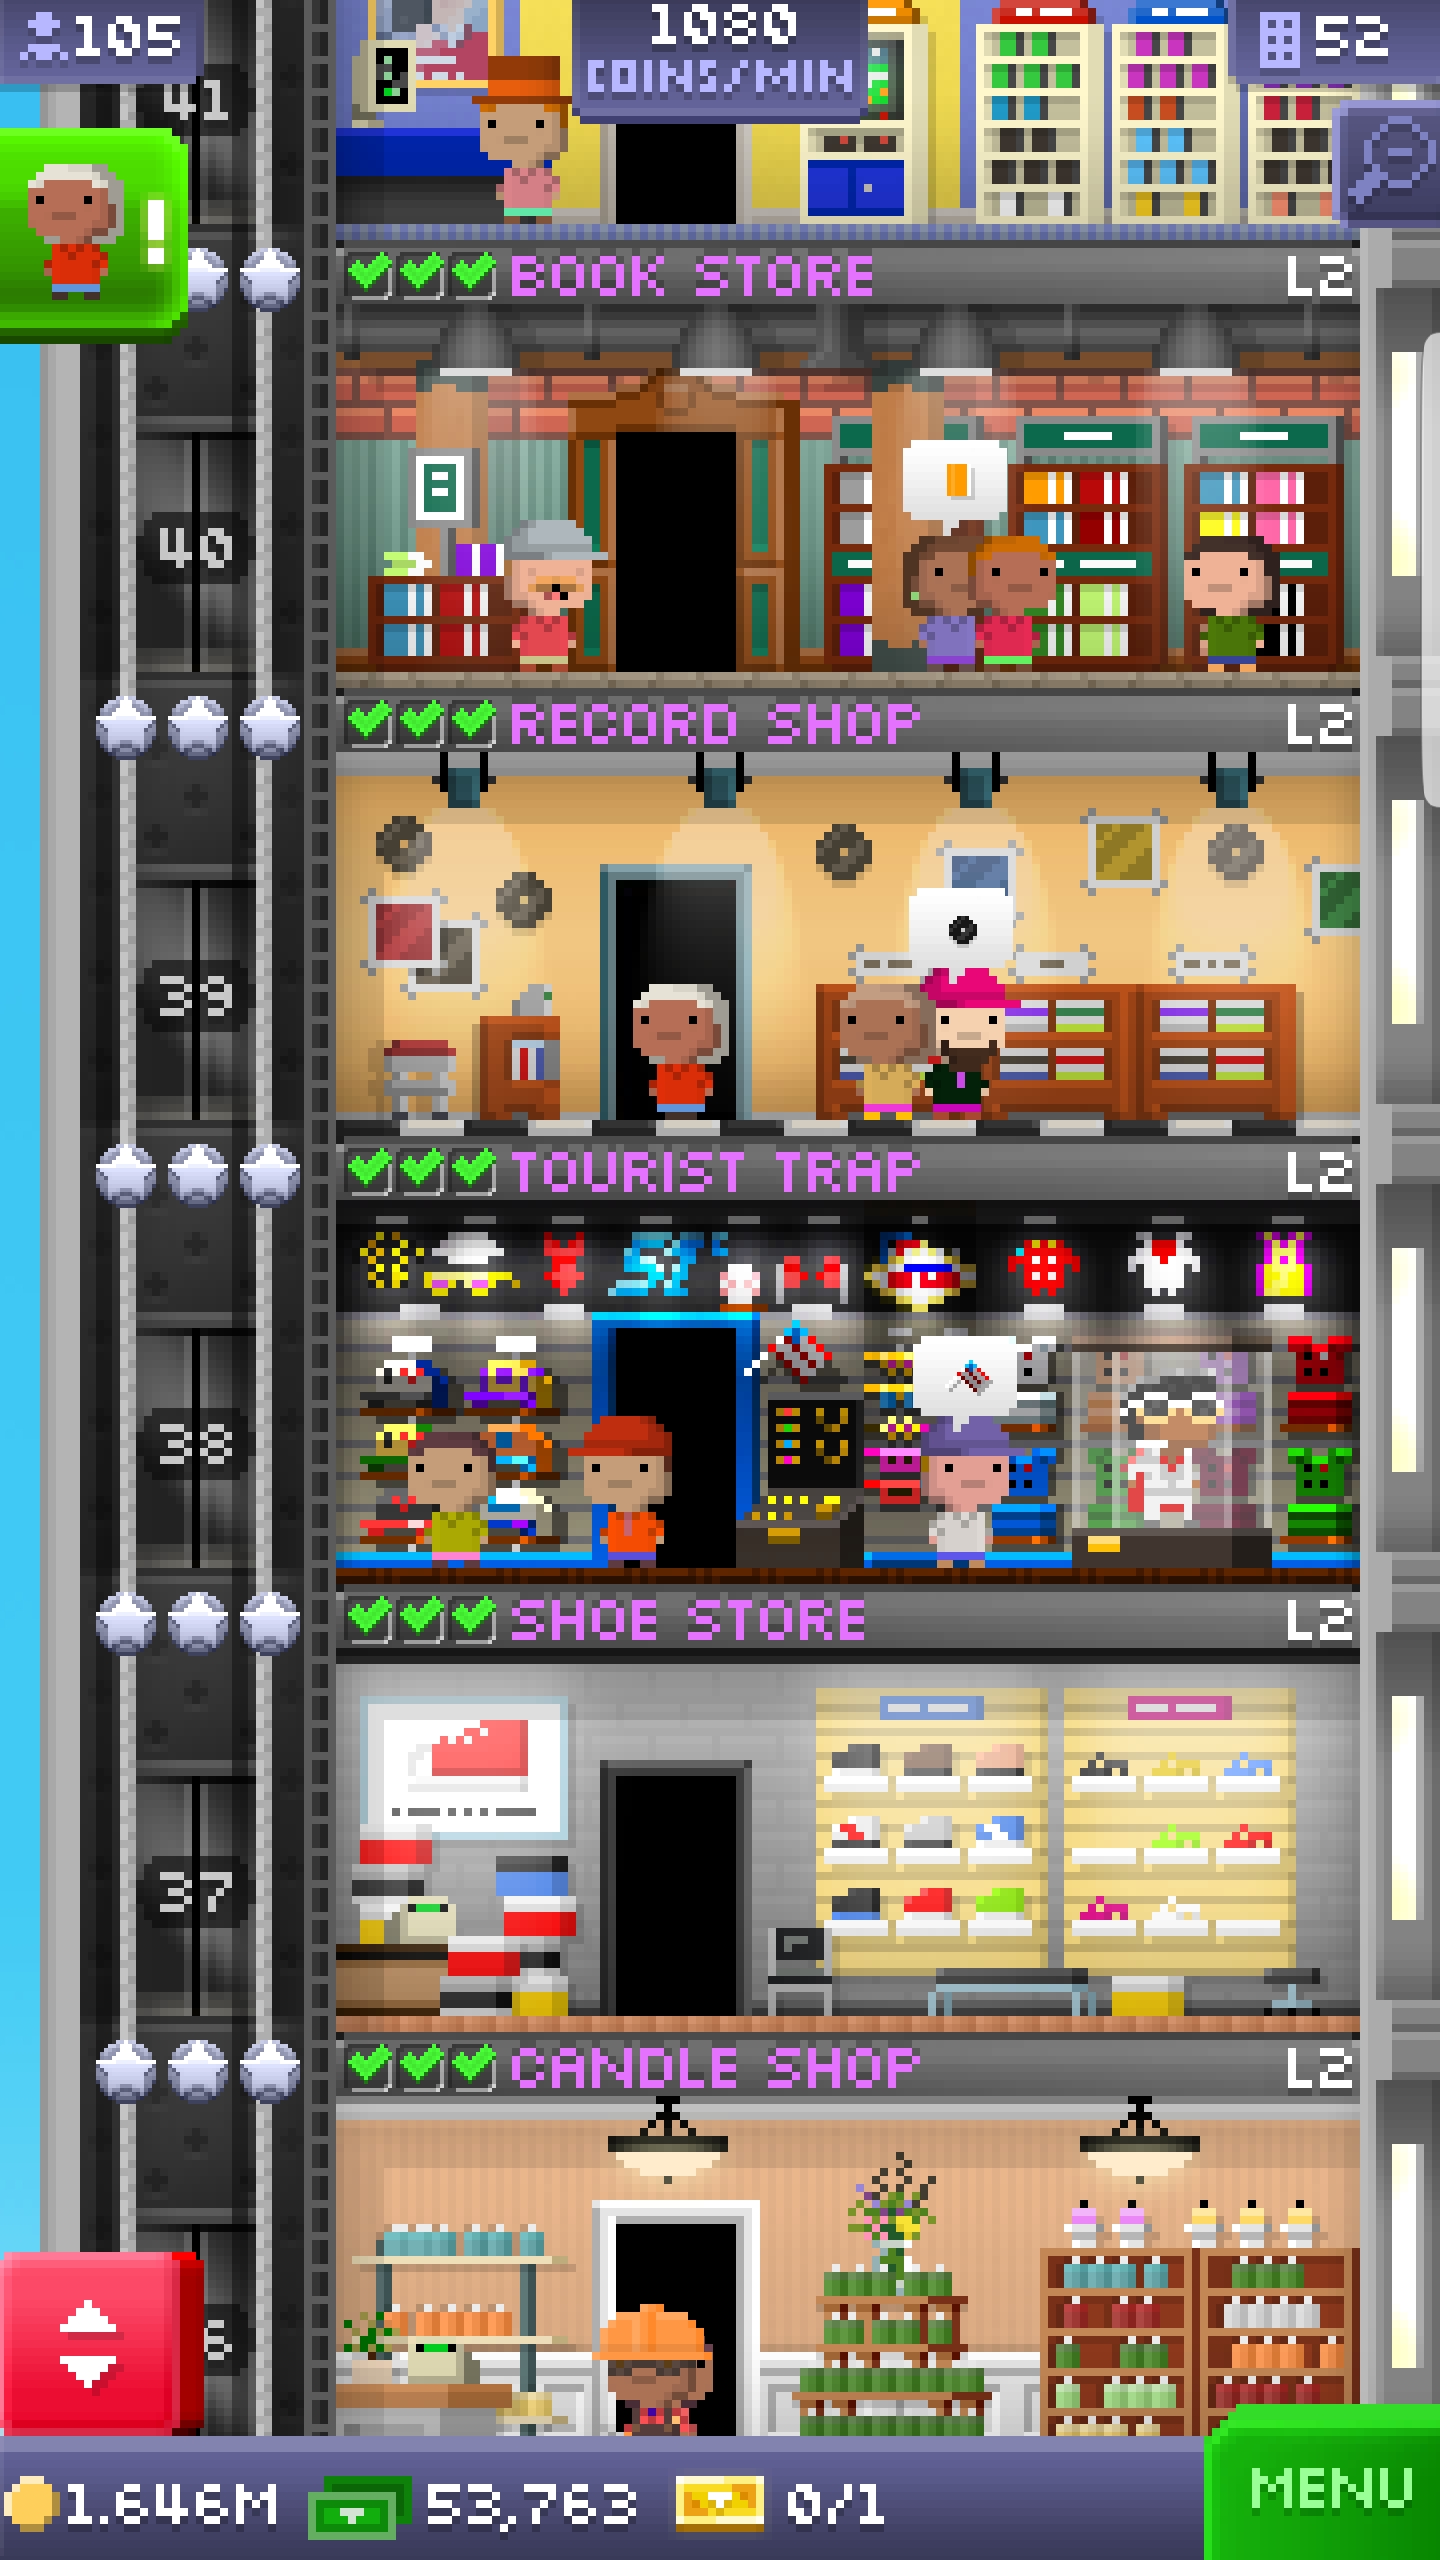 105
1080
COINS/MIN
52
41
!
BOOK STORE
L2
40
RECORD SHOP
L2
39
TOURIST TRAP
L2
38
SHOE STORE
L2
37
CANDLE SHOP
L2
6
1.646M
53,763
0/1
MENU